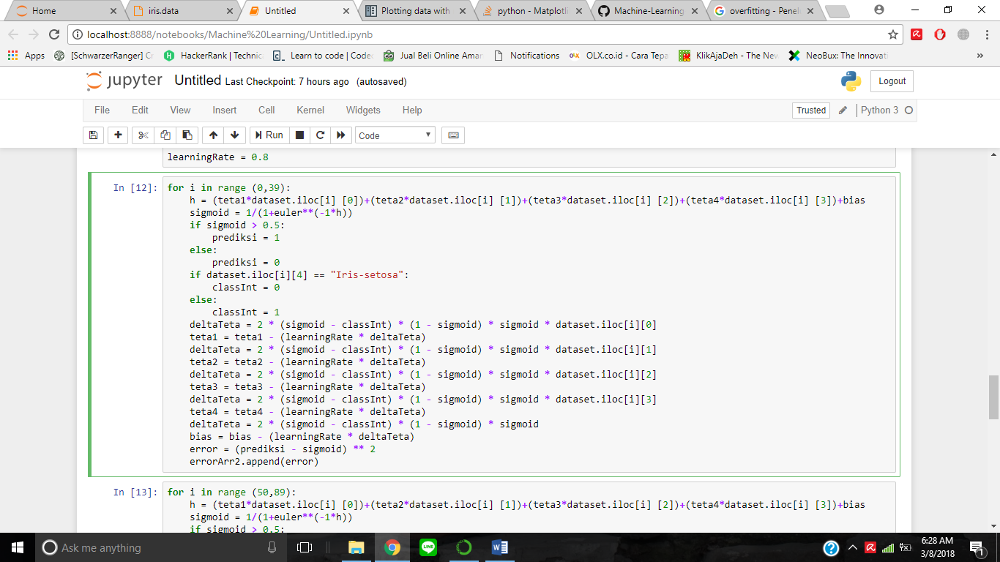 Home
iris.data
Untitled
Plotting data with
python - Matplotli
Machine-Learning
overfitting - Penel
localhost:8888/notebooks/Machine%20Learning/Untitled.ipynb
Apps
[SchwarzerRanger] Cr
HackerRank | Technic
Learn to code | Codec
Jual Beli Online Aman
Notifications
OLX.co.id - Cara Tepa
KlikAjaDeh - The New
NeoBux: The Innovati
»
jupyter Untitled Last Checkpoint: 7 hours ago (autosaved)
Logout
File Edit View Insert Cell Kernel Widgets Help
Trusted
Python 3
Run
Code
learningRate = 0.8
In [12]:
for i in range (0,39):
    h = (teta1*dataset.iloc[i] [0])+(teta2*dataset.iloc[i] [1])+(teta3*dataset.iloc[i] [2])+(teta4*dataset.iloc[i] [3])+bias
    sigmoid = 1/(1+euler**(-1*h))
    if sigmoid > 0.5:
        prediksi = 1
    else:
        prediksi = 0
    if dataset.iloc[i][4] == "Iris-setosa":
        classInt = 0
    else:
        classInt = 1
    deltaTeta = 2 * (sigmoid - classInt) * (1 - sigmoid) * sigmoid * dataset.iloc[i][0]
    teta1 = teta1 - (learningRate * deltaTeta)
    deltaTeta = 2 * (sigmoid - classInt) * (1 - sigmoid) * sigmoid * dataset.iloc[i][1]
    teta2 = teta2 - (learningRate * deltaTeta)
    deltaTeta = 2 * (sigmoid - classInt) * (1 - sigmoid) * sigmoid * dataset.iloc[i][2]
    teta3 = teta3 - (learningRate * deltaTeta)
    deltaTeta = 2 * (sigmoid - classInt) * (1 - sigmoid) * sigmoid * dataset.iloc[i][3]
    teta4 = teta4 - (learningRate * deltaTeta)
    deltaTeta = 2 * (sigmoid - classInt) * (1 - sigmoid) * sigmoid
    bias = bias - (learningRate * deltaTeta)
    error = (prediksi - sigmoid) ** 2
    errorArr2.append(error)
In [13]:
for i in range (50,89):
    h = (teta1*dataset.iloc[i] [0])+(teta2*dataset.iloc[i] [1])+(teta3*dataset.iloc[i] [2])+(teta4*dataset.iloc[i] [3])+bias
    sigmoid = 1/(1+euler**(-1*h))
    if sigmoid > 0.5:
Ask me anything
6:28 AM
3/8/2018
1